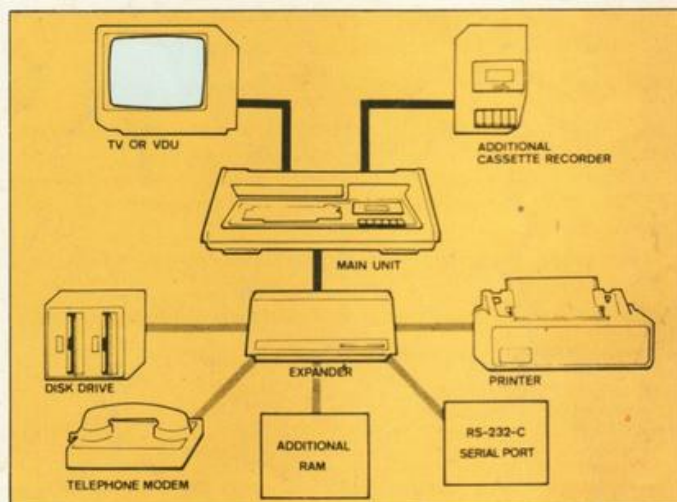 TV OR VDU
ADDITIONAL
CASSETTE RECORDER
MAIN UNIT
DISK DRIVE
EXPANDER
PRINTER
TELEPHONE MODEM
ADDITIONAL
RAM
RS-232-C
SERIAL PORT